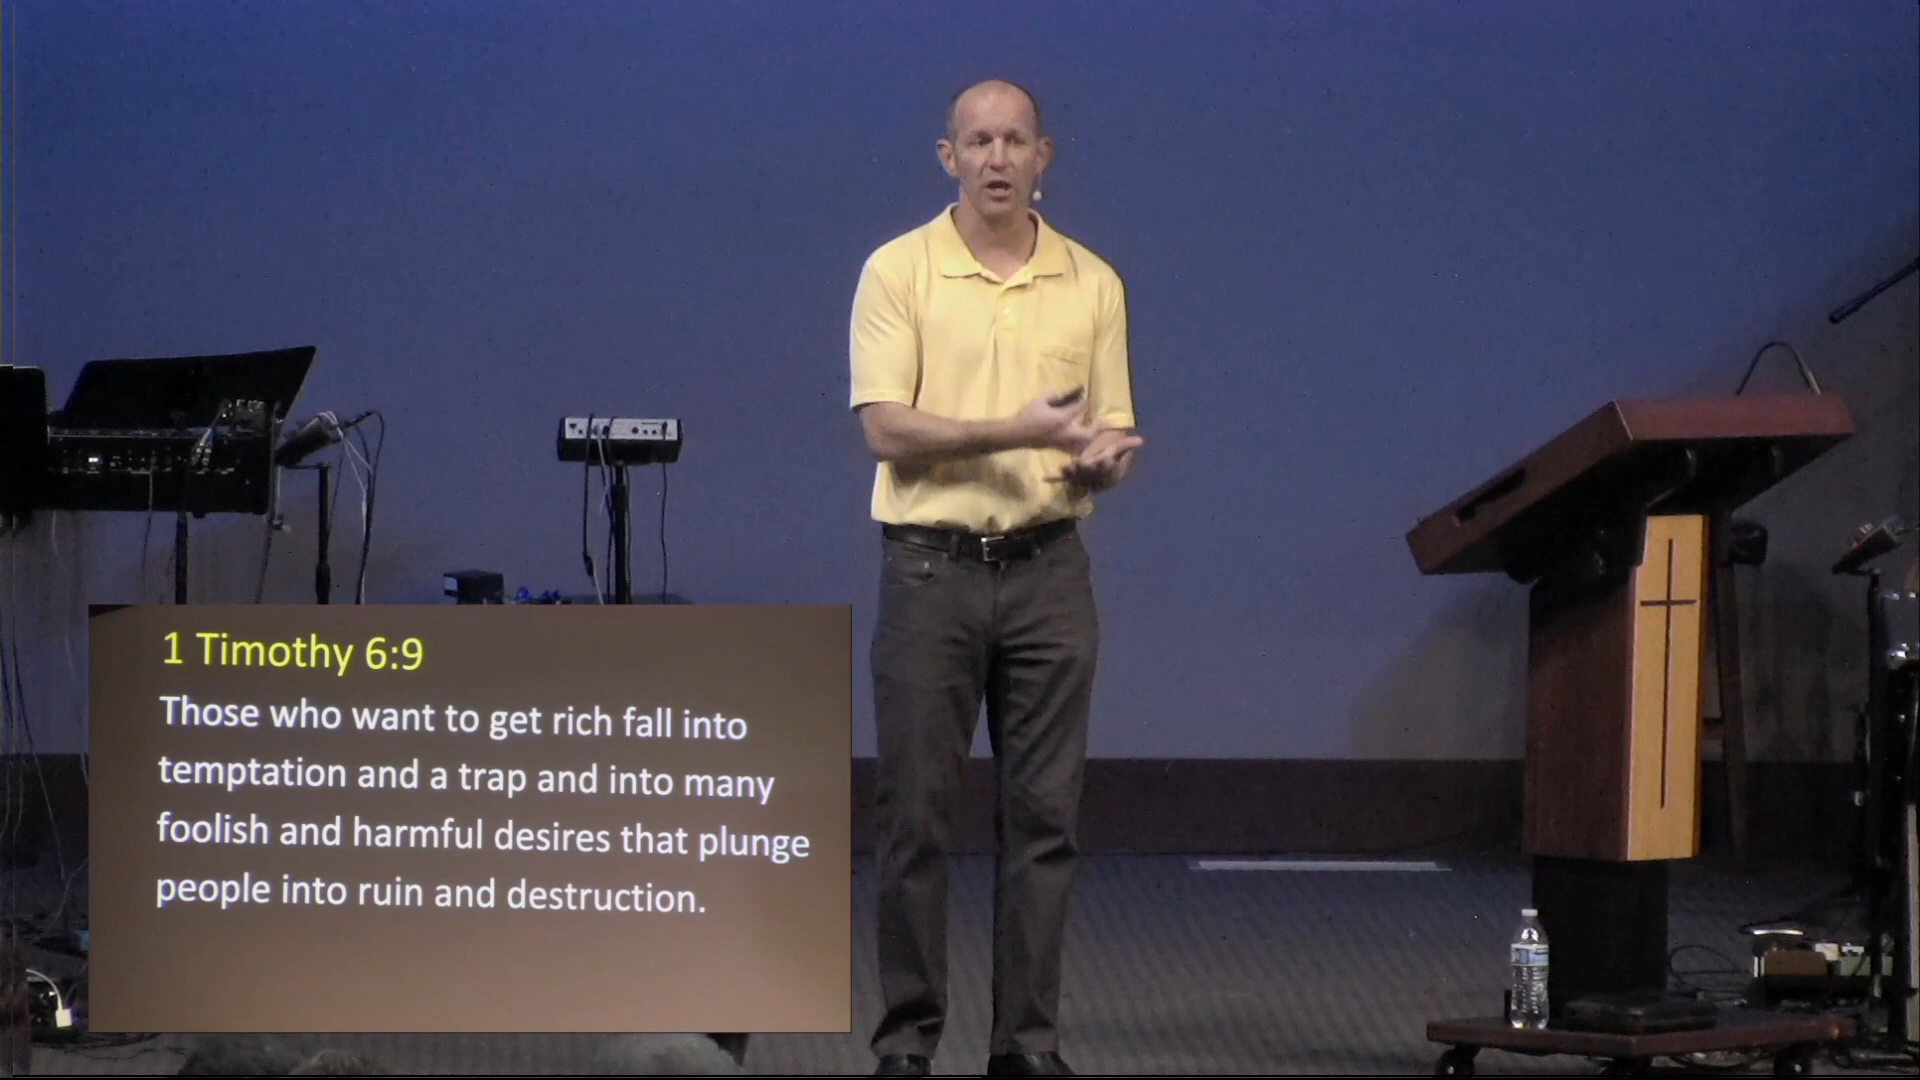 1 Timothy 6:9
Those who want to get rich fall into
temptation and a trap and into many
foolish and harmful desires that plunge
people into ruin and destruction.